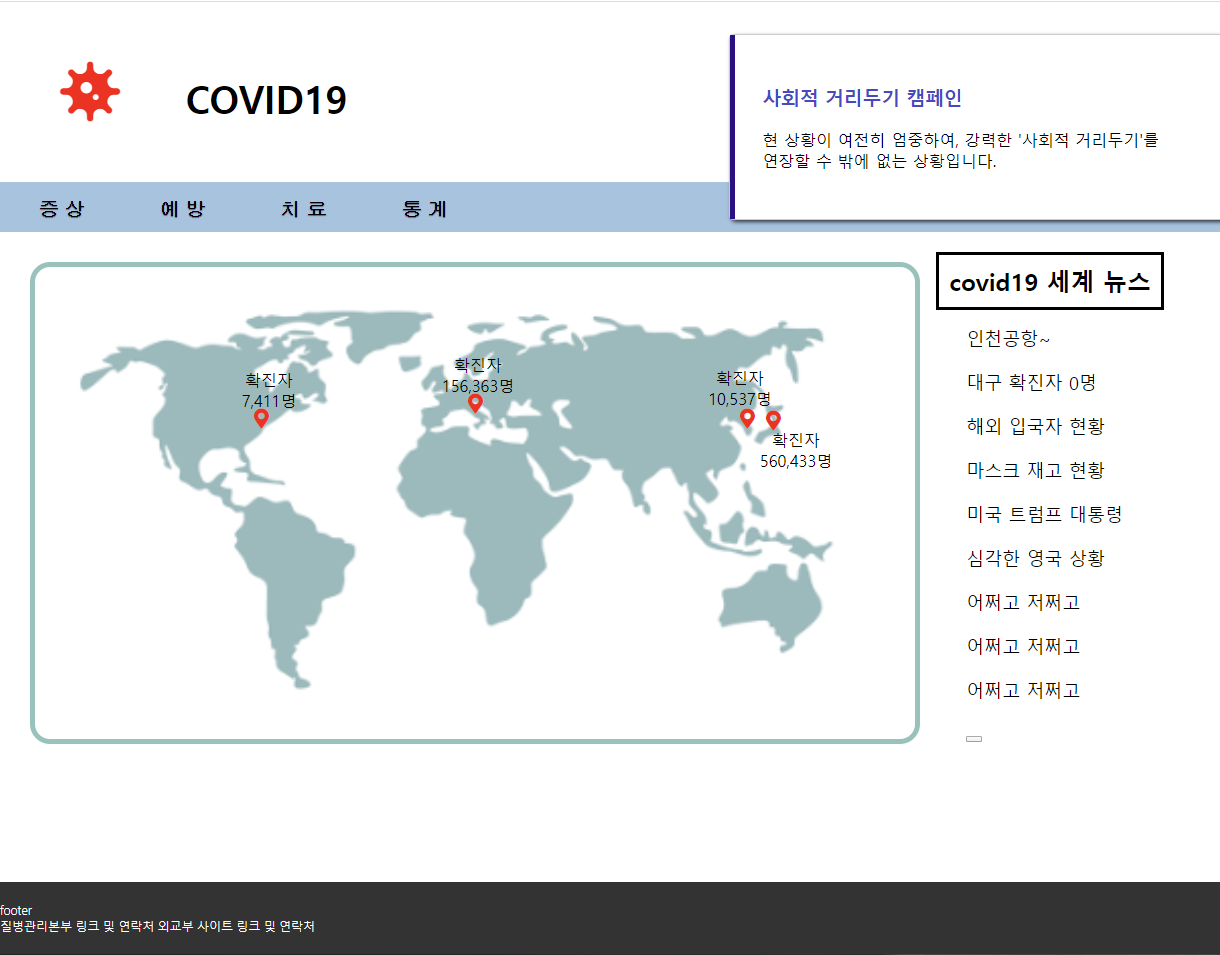 COVID19
사회적 거리두기 캠페인
현 상황이 여전히 엄중하여, 강력한 '사회적 거리두기'를
연장할 수 밖에 없는 상황입니다.
증 상
예 방
치 료
통 계
확진자
7,411명
확진자
156,363명
확진자
10,537명
확진자
560,433명
covid19 세계 뉴스
인천공항~
대구 확진자 0명
해외 입국자 현황
마스크 재고 현황
미국 트럼프 대통령
심각한 영국 상황
어쩌고 저쩌고
어쩌고 저쩌고
어쩌고 저쩌고
footer
질병관리본부 링크 및 연락처 외교부 사이트 링크 및 연락처